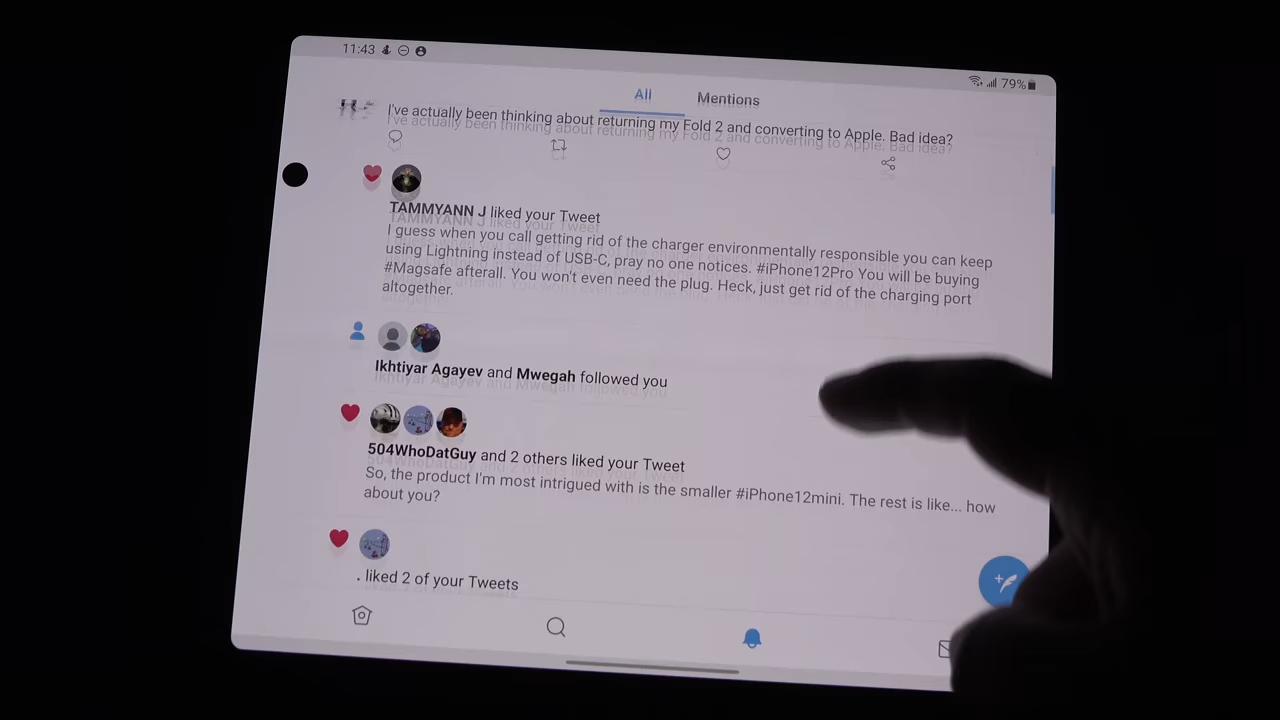 11:43
79%
All
Mentions
I've actually been thinking about returning my Fold 2 and converting to Apple. Bad idea?
TAMMYANN J liked your Tweet
I guess when you call getting rid of the charger environmentally responsible you can keep
using Lightning instead of USB-C, pray no one notices. #iPhone12Pro You will be buying
#Magsafe afterall. You won't even need the plug. Heck, just get rid of the charging port
altogether.
Ikhtiyar Agayev and Mwegah followed you
504WhoDatGuy and 2 others liked your Tweet
So, the product I'm most intrigued with is the smaller #iPhone12mini. The rest is like... how
about you?
. liked 2 of your Tweets